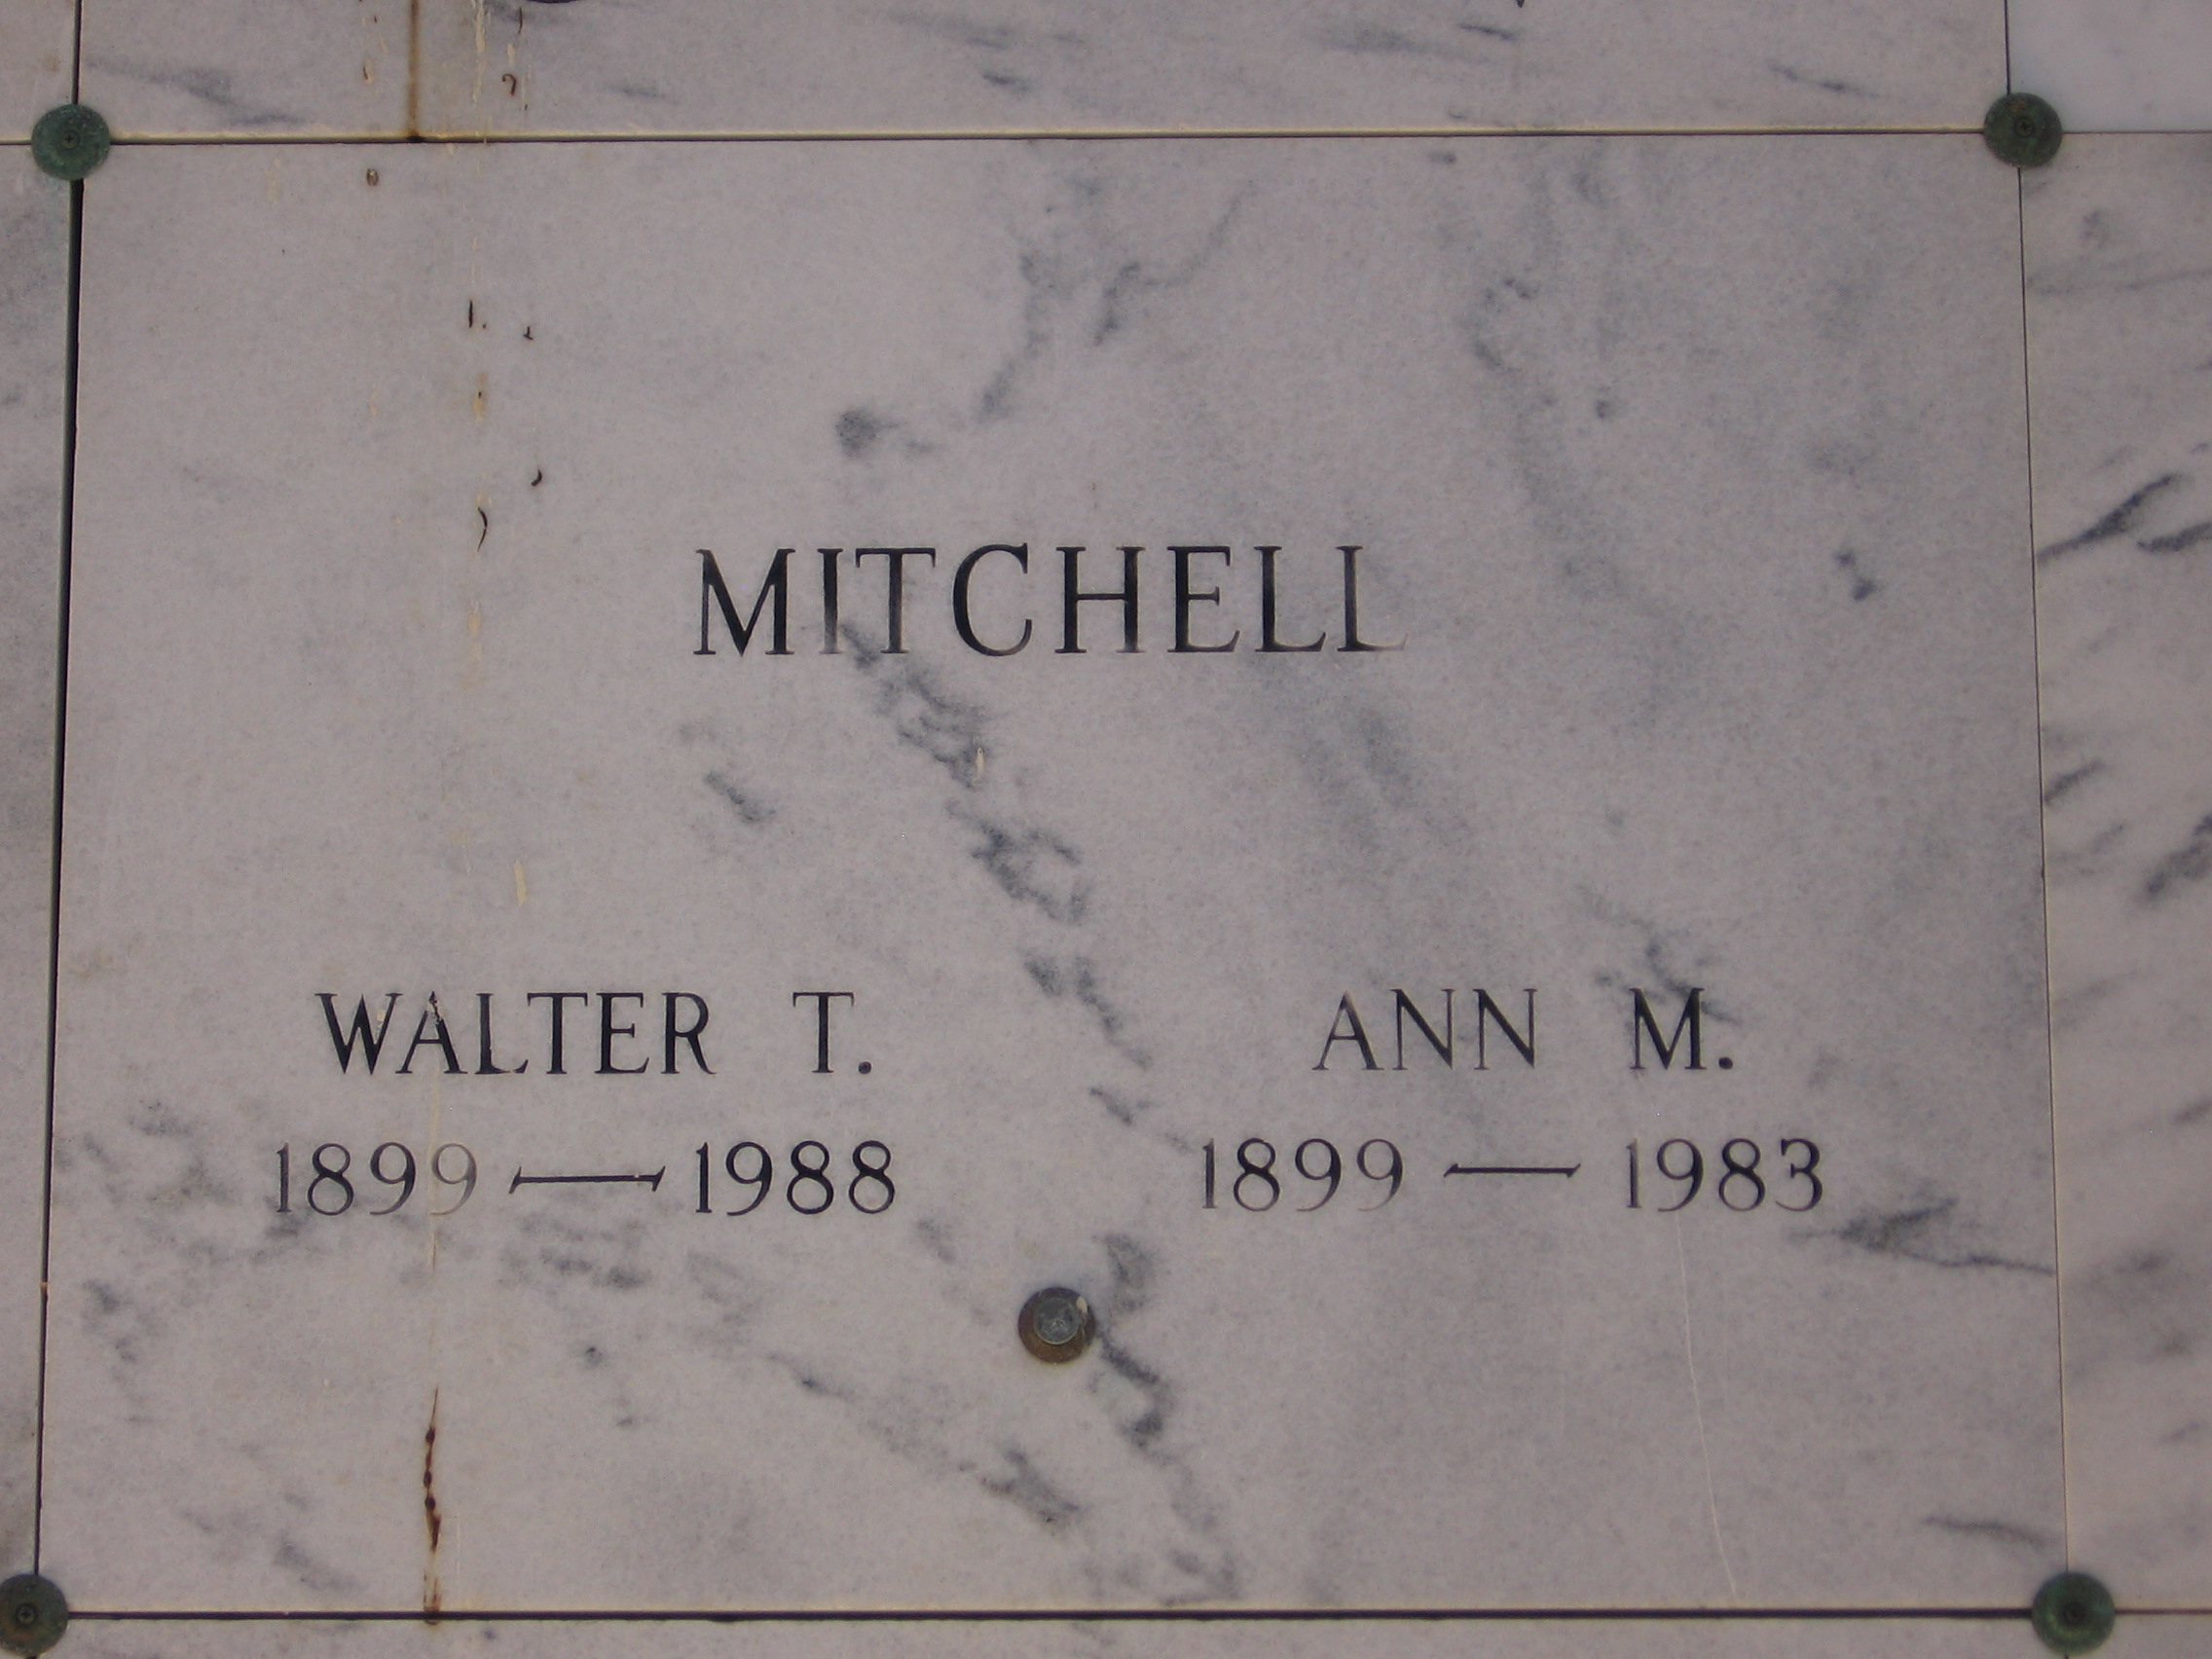 MITCHELL
WALTER T.
1899 — 1988
ANN M.
1899 — 1983